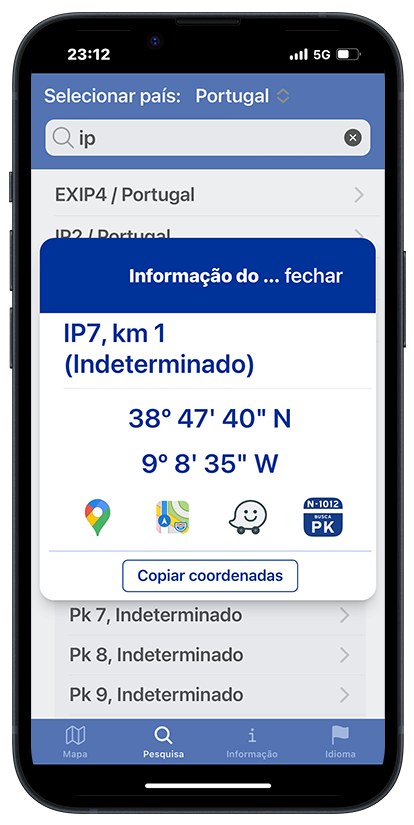 23:12
5G
Selecionar país: Portugal
ip
EXIP4 / Portugal
IP2 / Portugal
Informação do ... fechar
IP7, km 1
(Indeterminado)
38° 47' 40" N
9° 8' 35" W
N-1012
BUSCA
PK
Copiar coordenadas
Pk 7, Indeterminado
Pk 8, Indeterminado
Pk 9, Indeterminado
Mapa
Pesquisa
Informação
Idioma